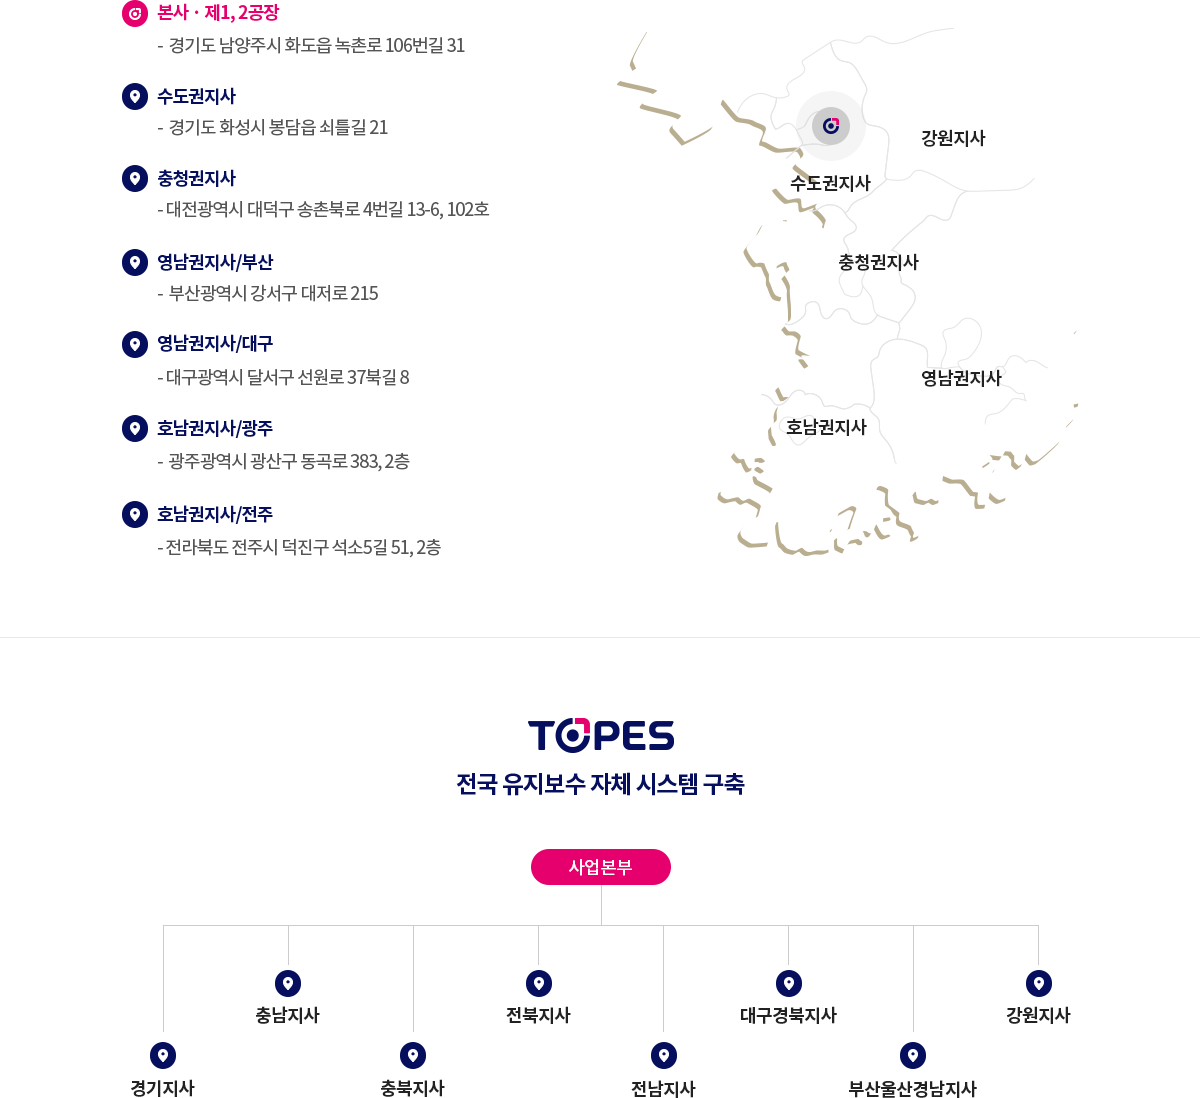 본사 · 제1, 2공장
- 경기도 남양주시 화도읍 녹촌로 106번길 31
수도권지사
- 경기도 화성시 봉담읍 쇠틀길 21
충청권지사
- 대전광역시 대덕구 송촌북로 4번길 13-6, 102호
영남권지사/부산
- 부산광역시 강서구 대저로 215
영남권지사/대구
- 대구광역시 달서구 선원로 37북길 8
호남권지사/광주
- 광주광역시 광산구 동곡로 383, 2층
호남권지사/전주
- 전라북도 전주시 덕진구 석소5길 51, 2층
강원지사
수도권지사
충청권지사
영남권지사
호남권지사
TOPES
전국 유지보수 자체 시스템 구축
사업본부
충남지사
전북지사
대구경북지사
강원지사
경기지사
충북지사
전남지사
부산울산경남지사